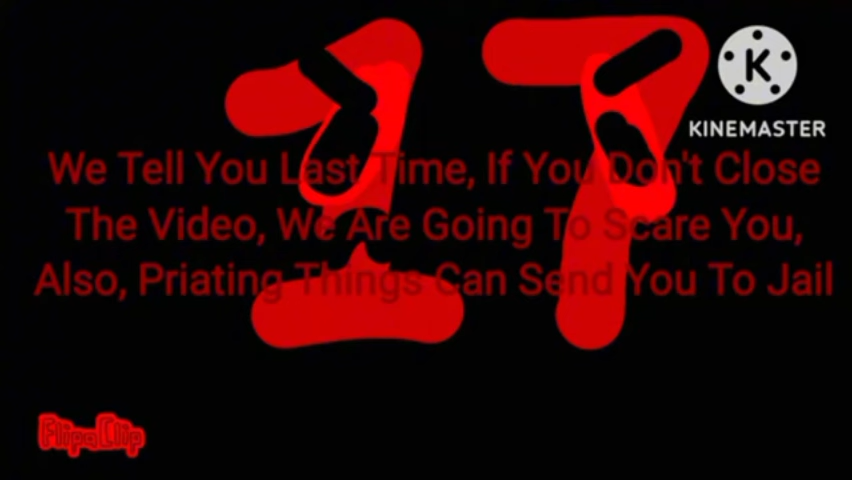 17
KINEMASTER
We Tell You Last Time, If You Don't Close
The Video, We Are Going To Scare You,
Also, Priating Things Can Send You To Jail
FlipaClip